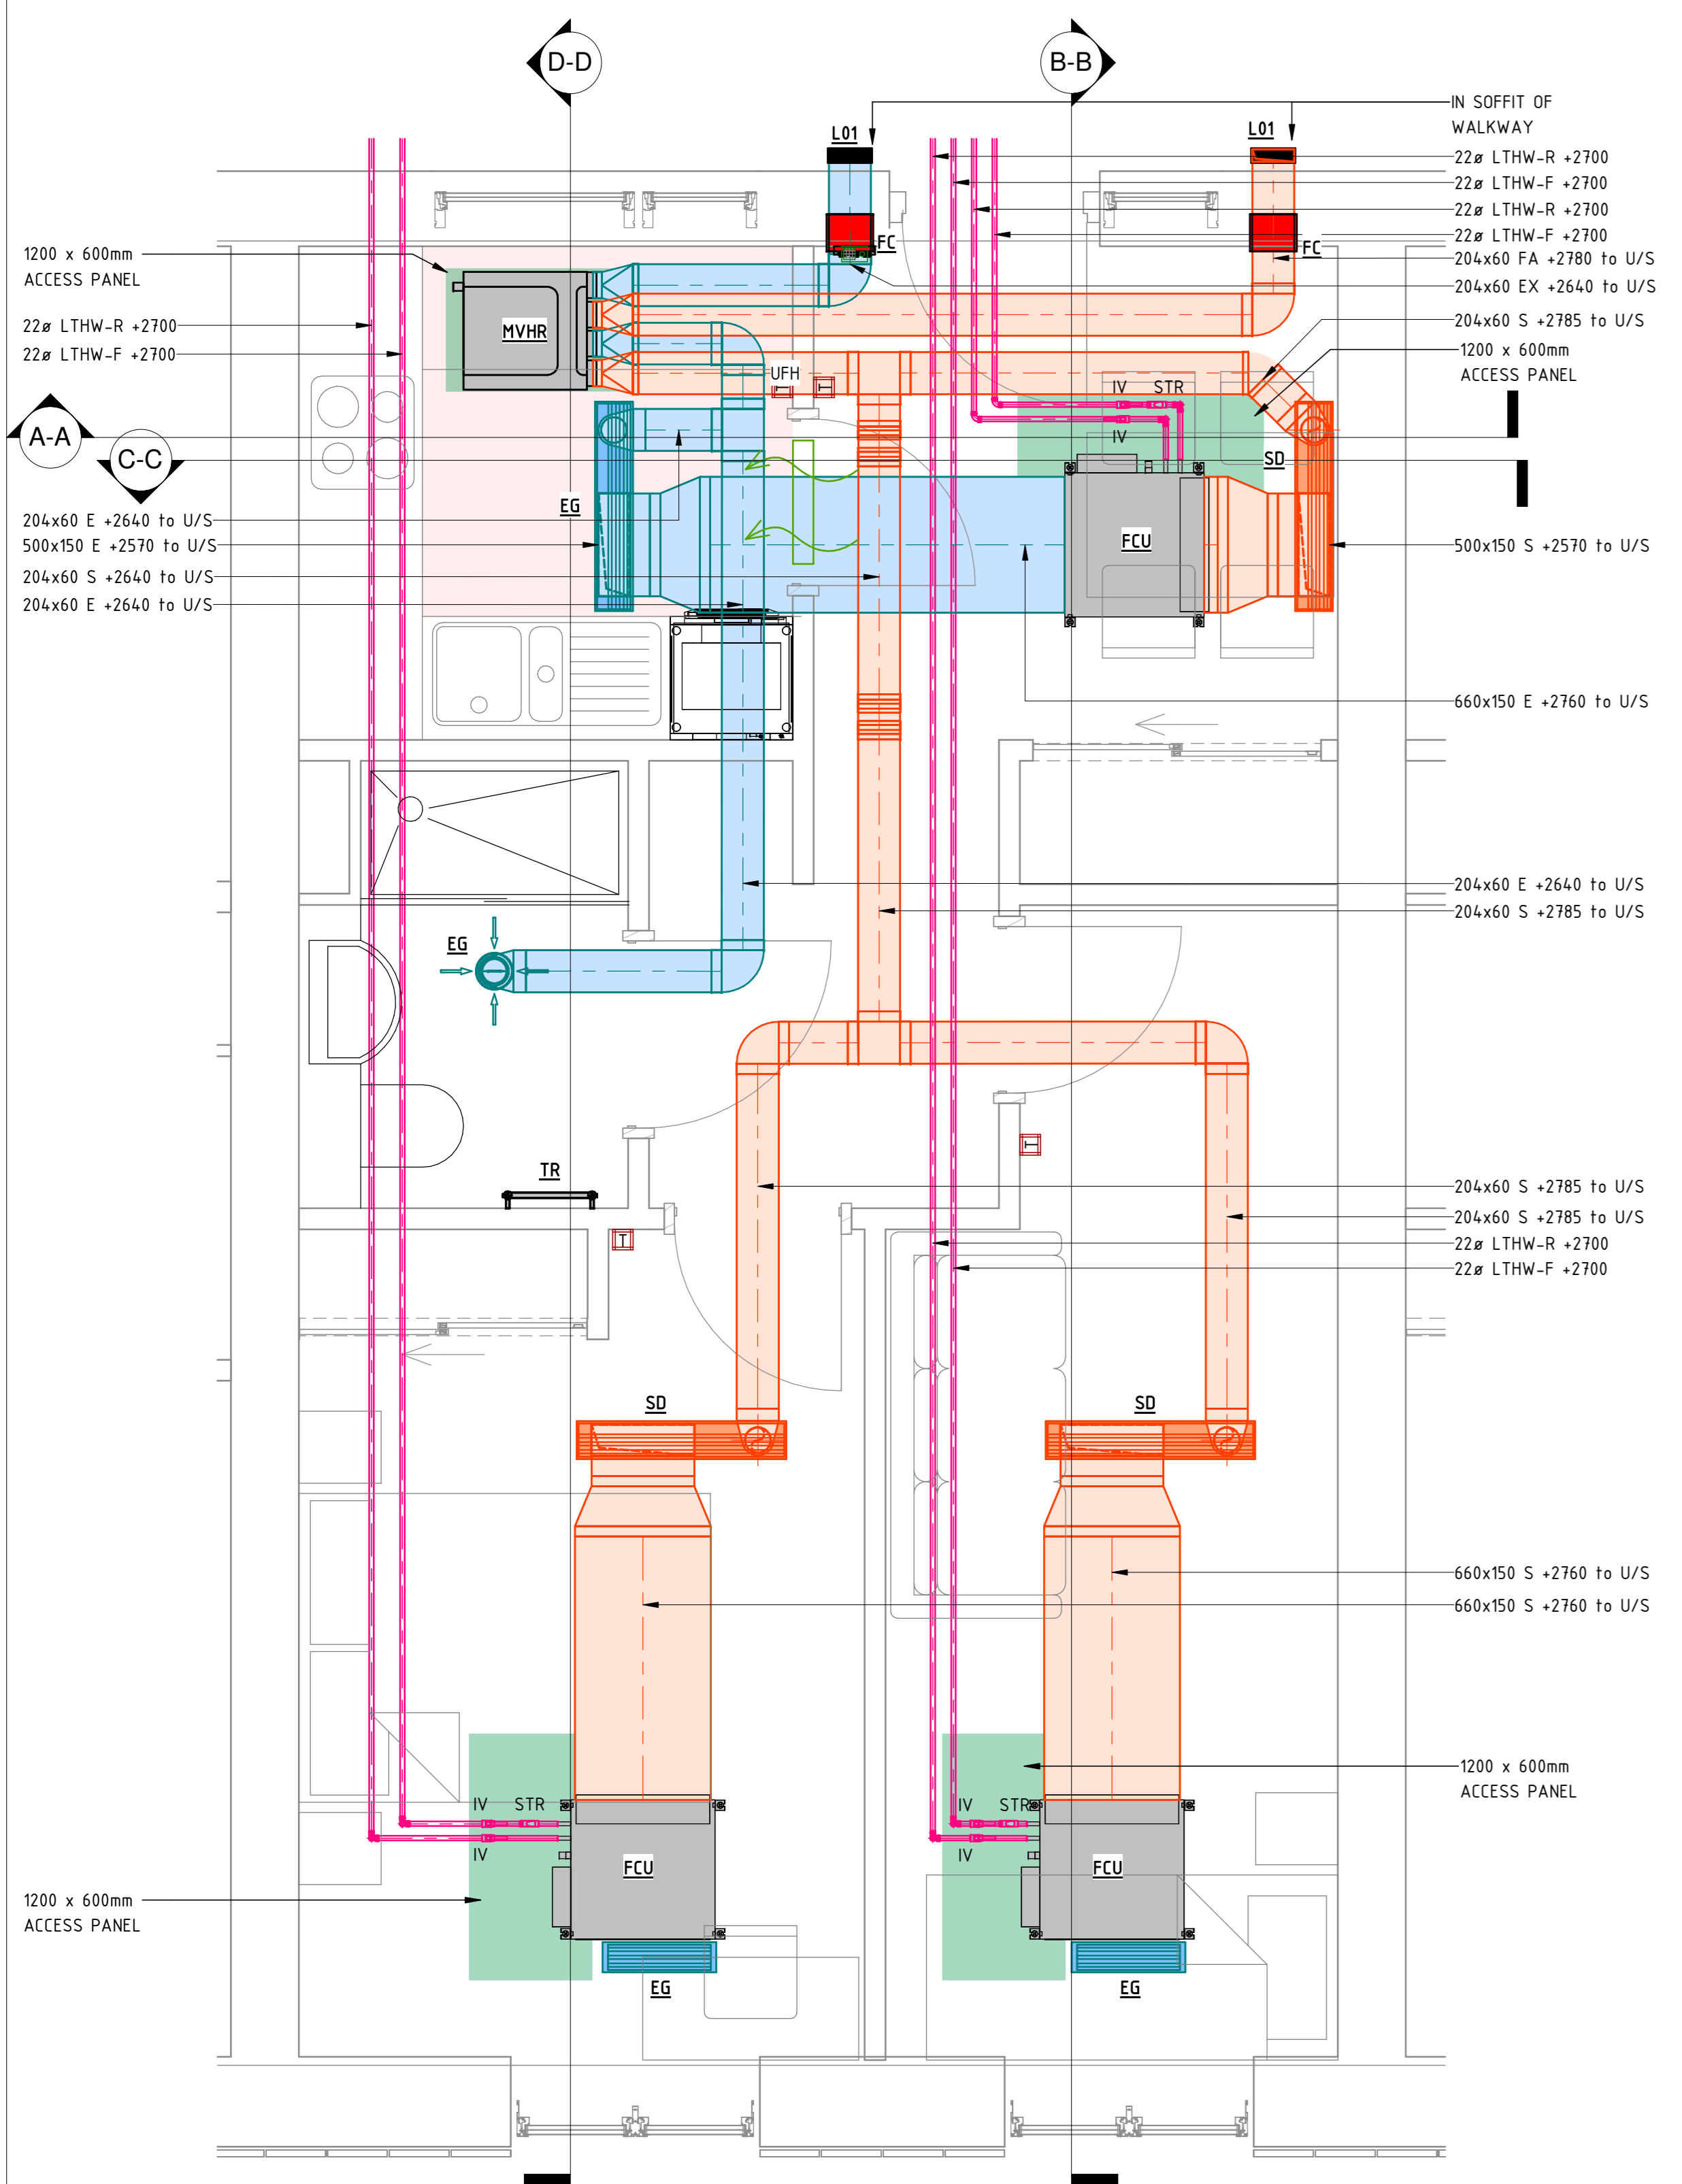 D-D
B-B
IN SOFFIT OF
WALKWAY
L01
L01
22ø LTHW-R +2700
22ø LTHW-F +2700
22ø LTHW-R +2700
22ø LTHW-F +2700
FC
FC
204x60 FA +2780 to U/S
204x60 EX +2640 to U/S
204x60 S +2785 to U/S
1200 x 600mm
ACCESS PANEL
1200 x 600mm
ACCESS PANEL
22ø LTHW-R +2700
22ø LTHW-F +2700
MVHR
UFH
T
T
IV
STR
IV
A-A
C-C
SD
EG
FCU
204x60 E +2640 to U/S
500x150 E +2570 to U/S
204x60 S +2640 to U/S
204x60 E +2640 to U/S
500x150 S +2570 to U/S
660x150 E +2760 to U/S
204x60 E +2640 to U/S
204x60 S +2785 to U/S
EG
T
TR
T
204x60 S +2785 to U/S
204x60 S +2785 to U/S
22ø LTHW-R +2700
22ø LTHW-F +2700
SD
SD
660x150 S +2760 to U/S
660x150 S +2760 to U/S
1200 x 600mm
ACCESS PANEL
IV
STR
IV
STR
IV
IV
FCU
FCU
1200 x 600mm
ACCESS PANEL
EG
EG